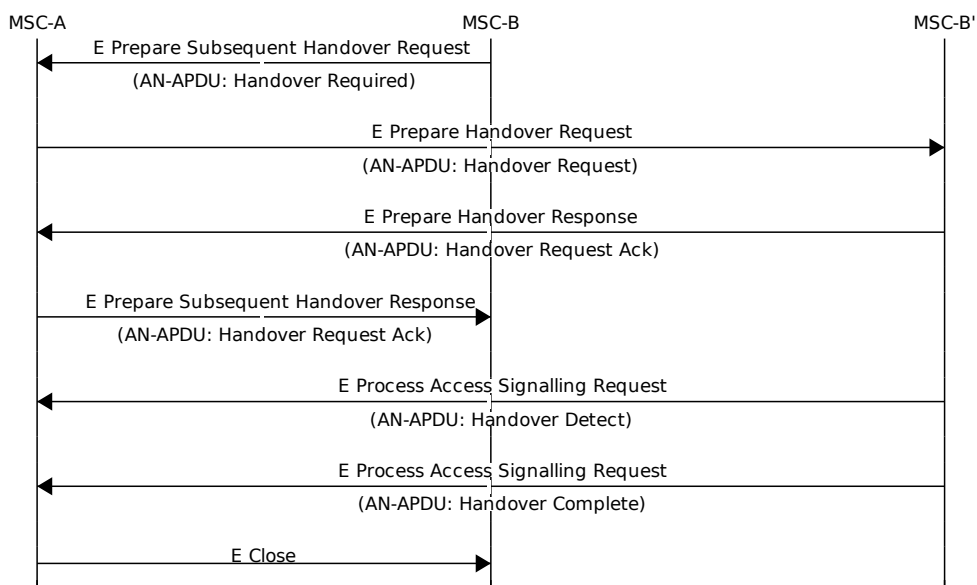 MSC-A MSC-B MSC-B'
E Prepare Subsequent Handover Request
(AN-APDU: Handover Required)
E Prepare Handover Request
(AN-APDU: Handover Request)
E Prepare Handover Response
(AN-APDU: Handover Request Ack)
E Prepare Subsequent Handover Response
(AN-APDU: Handover Request Ack)
E Process Access Signalling Request
(AN-APDU: Handover Detect)
E Process Access Signalling Request
(AN-APDU: Handover Complete)
E Close